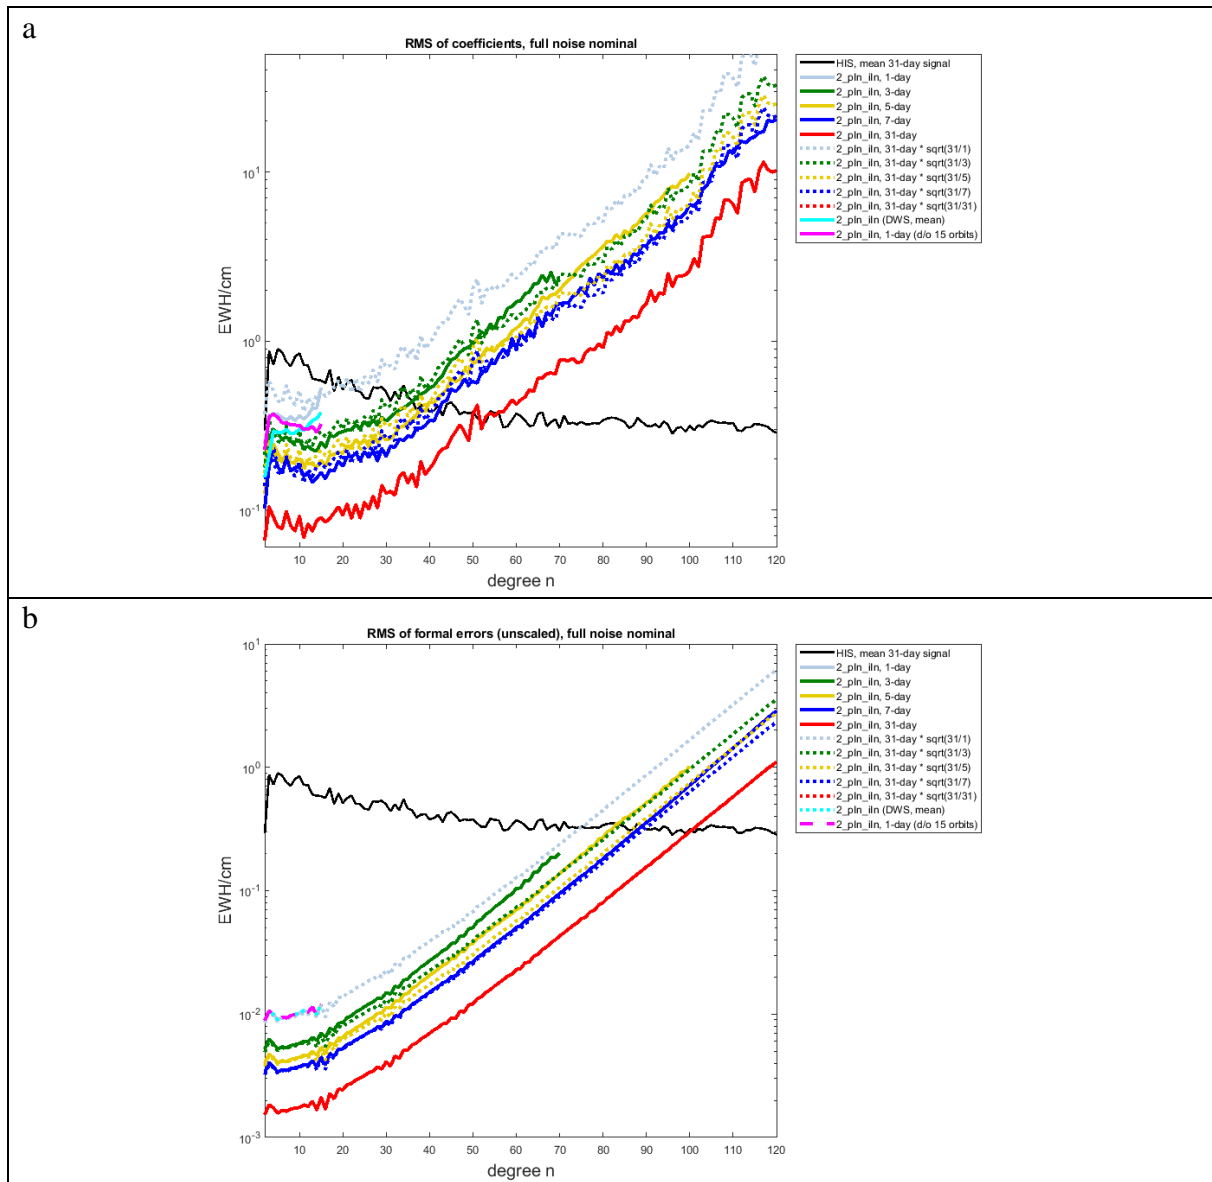 a
RMS of coefficients, full noise nominal
HIS, mean 31-day signal
2_pln_iln, 1-day
2_pln_iln, 3-day
2_pln_iln, 5-day
2_pln_iln, 7-day
2_pln_iln, 31-day
2_pln_iln, 31-day * sqrt(31/1)
2_pln_iln, 31-day * sqrt(31/3)
2_pln_iln, 31-day * sqrt(31/5)
2_pln_iln, 31-day * sqrt(31/7)
2_pln_iln, 31-day * sqrt(31/31)
2_pln_iln (DWS, mean)
2_pln_iln, 1-day (d/o 15 orbits)
EWH/cm
10^1
10^0
10^-1
10 20 30 40 50 60 70 80 90 100 110 120
degree n
b
RMS of formal errors (unscaled), full noise nominal
HIS, mean 31-day signal
2_pln_iln, 1-day
2_pln_iln, 3-day
2_pln_iln, 5-day
2_pln_iln, 7-day
2_pln_iln, 31-day
2_pln_iln, 31-day * sqrt(31/1)
2_pln_iln, 31-day * sqrt(31/3)
2_pln_iln, 31-day * sqrt(31/5)
2_pln_iln, 31-day * sqrt(31/7)
2_pln_iln, 31-day * sqrt(31/31)
2_pln_iln (DWS, mean)
2_pln_iln, 1-day (d/o 15 orbits)
EWH/cm
10^1
10^0
10^-1
10^-2
10^-3
10 20 30 40 50 60 70 80 90 100 110 120
degree n